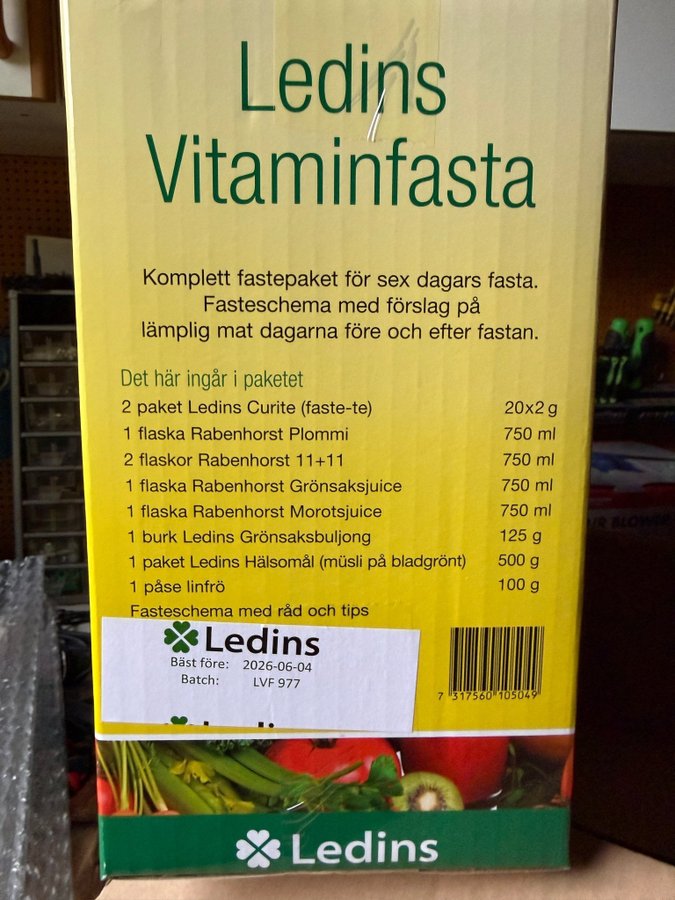 Ledins
Vitaminfasta
Komplett fastepaket för sex dagars fasta.
Fasteschema med förslag på
lämplig mat dagarna före och efter fastan.
Det här ingår i paketet
2 paket Ledins Curite (faste-te) 20x2 g
1 flaska Rabenhorst Plommi 750 ml
2 flaskor Rabenhorst 11+11 750 ml
1 flaska Rabenhorst Grönsaksjuice 750 ml
1 flaska Rabenhorst Morotsjuice 750 ml
1 burk Ledins Grönsaksbuljong 125 g
1 paket Ledins Hälsomål (müsli på bladgrönt) 500 g
1 påse linfrö 100 g
Fasteschema med råd och tips
Ledins
Bäst före: 2026-06-04
Batch: LVF 977
7 317560 105049
Ledins